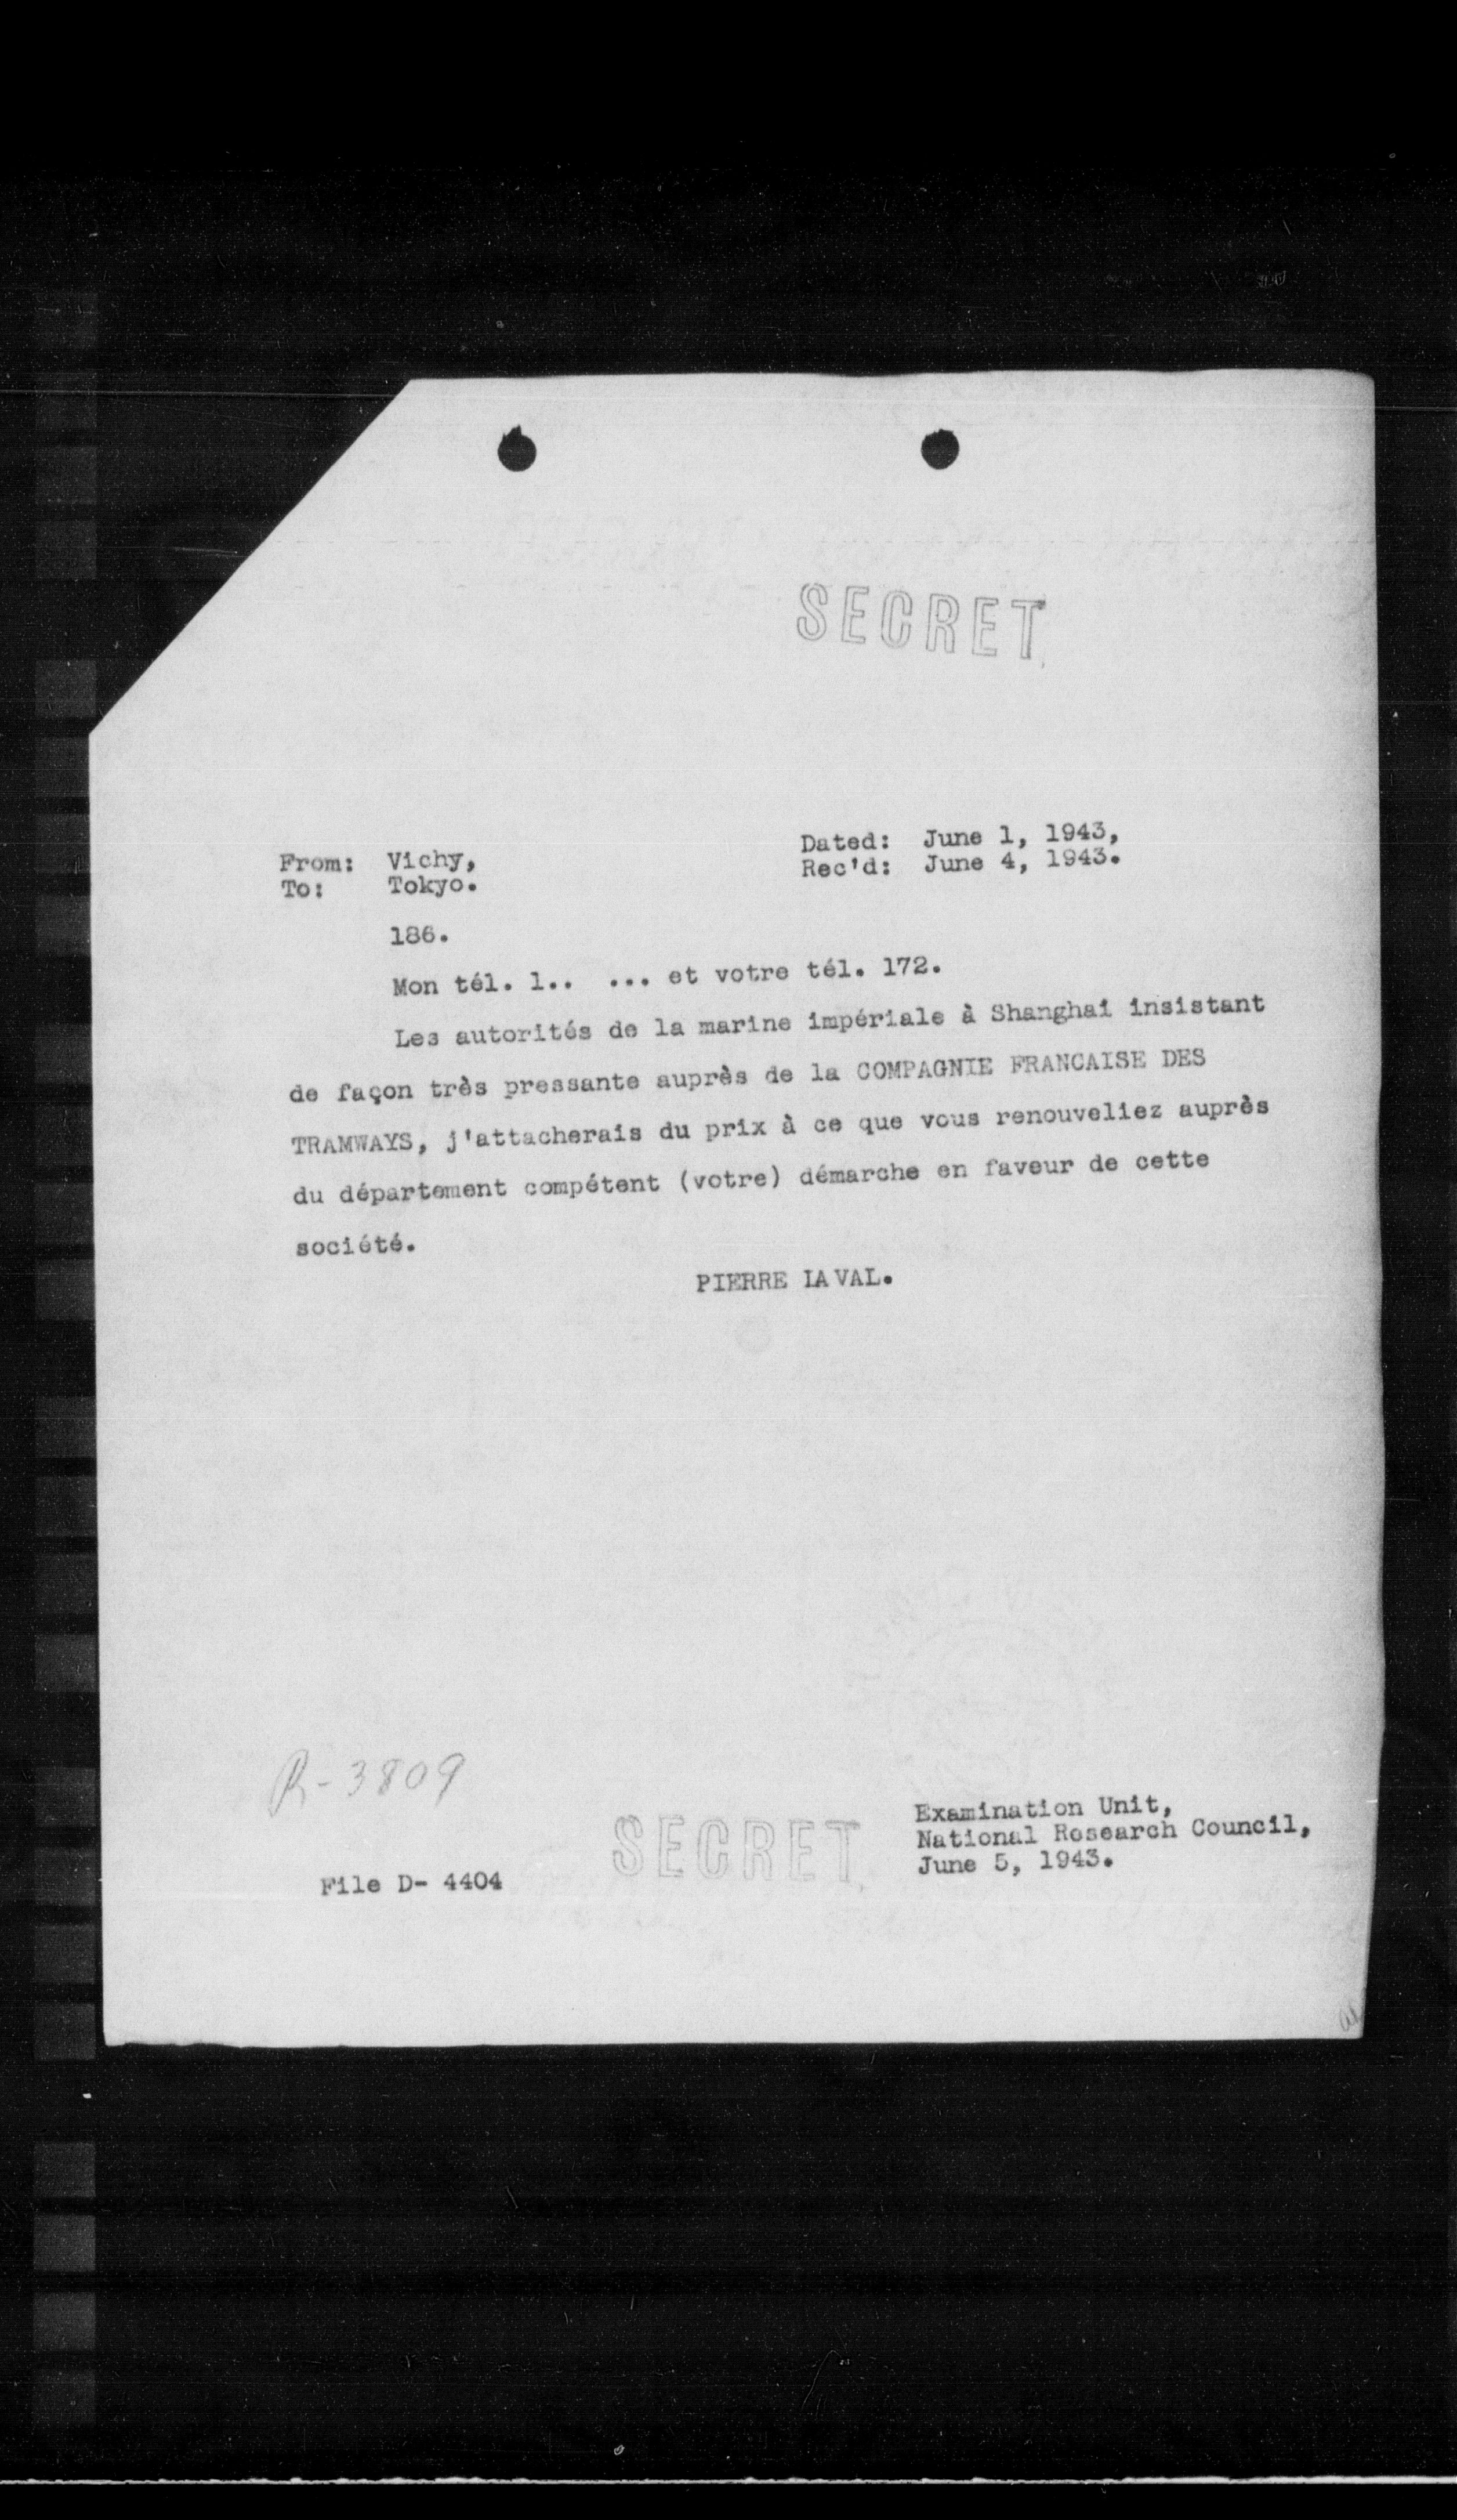 SECRET
From: Vichy,
To: Tokyo.
Dated: June 1, 1943,
Rec'd: June 4, 1943.
186.
Mon tél. 1.. ... et votre tél. 172.
Les autorités de la marine impériale à Shanghai insistant
de façon très pressante auprès de la COMPAGNIE FRANCAISE DES
TRAMWAYS, j'attacherais du prix à ce que vous renouveliez auprès
du département compétent (votre) démarche en faveur de cette
société.
PIERRE LAVAL.
R-3809
SECRET
Examination Unit,
National Research Council,
June 5, 1943.
File D- 4404